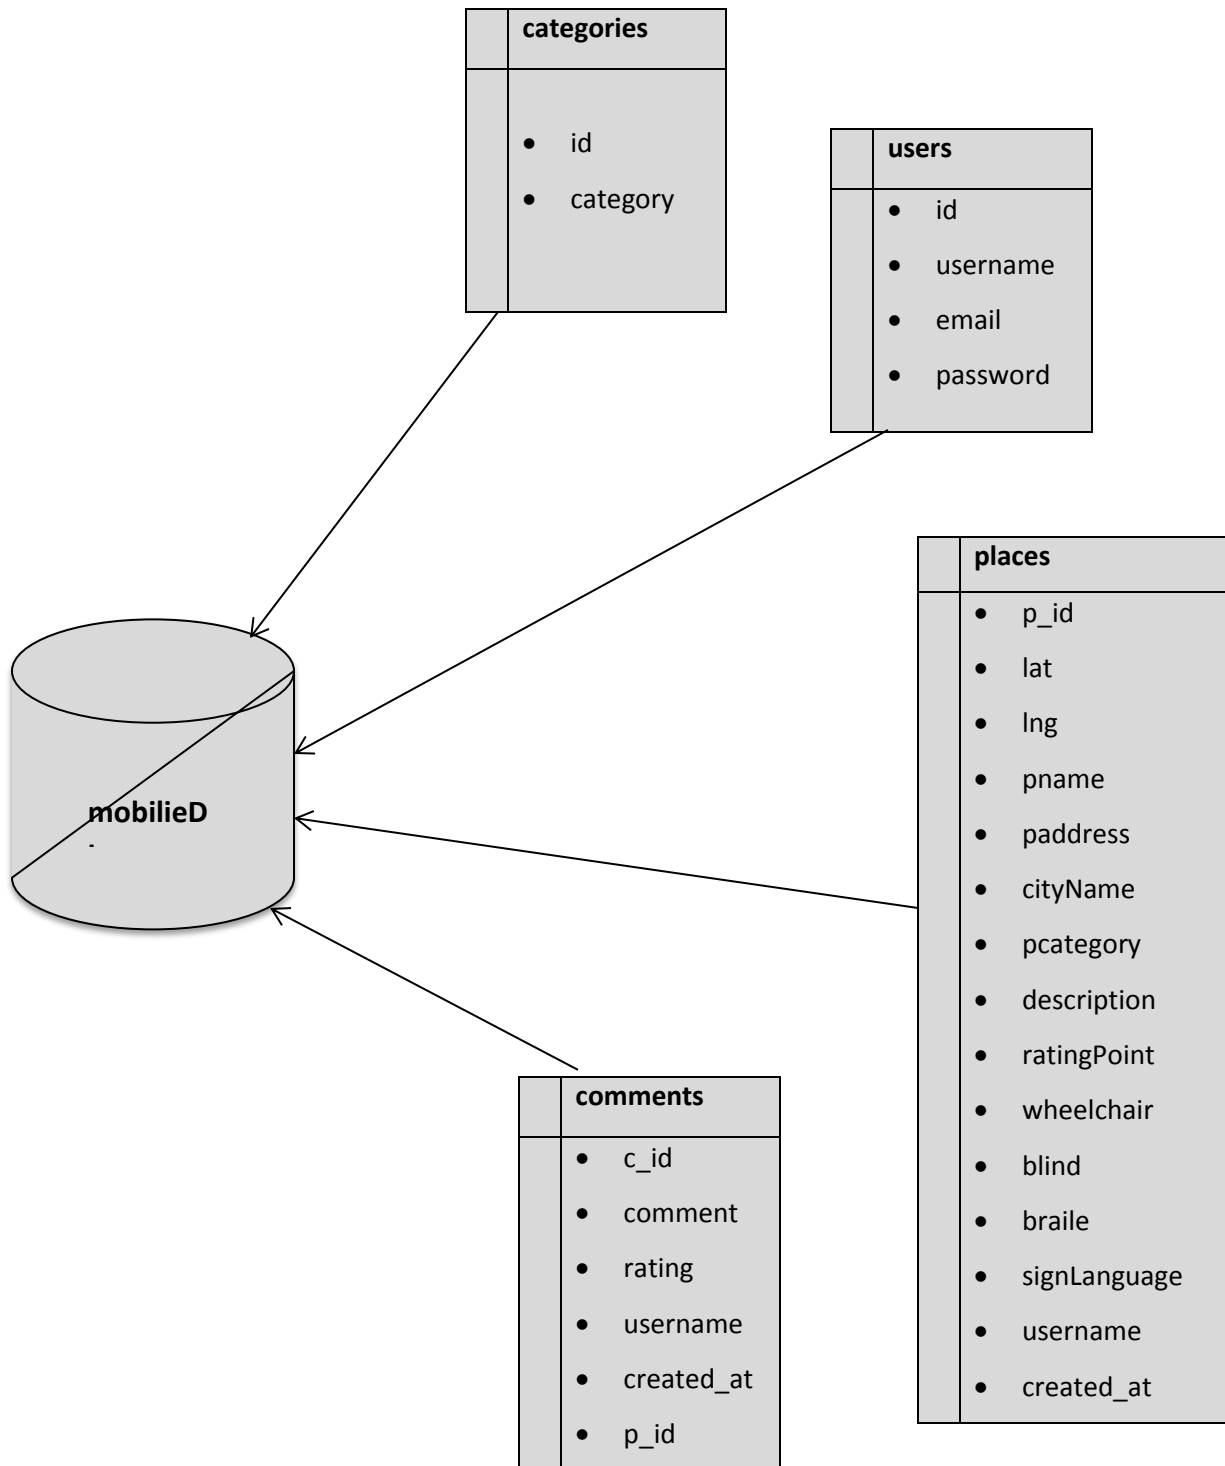 categories
id
category
users
id
username
email
password
places
p_id
lat
lng
pname
paddress
cityName
pcategory
description
ratingPoint
wheelchair
blind
braile
signLanguage
username
created_at
mobilieD
comments
c_id
comment
rating
username
created_at
p_id